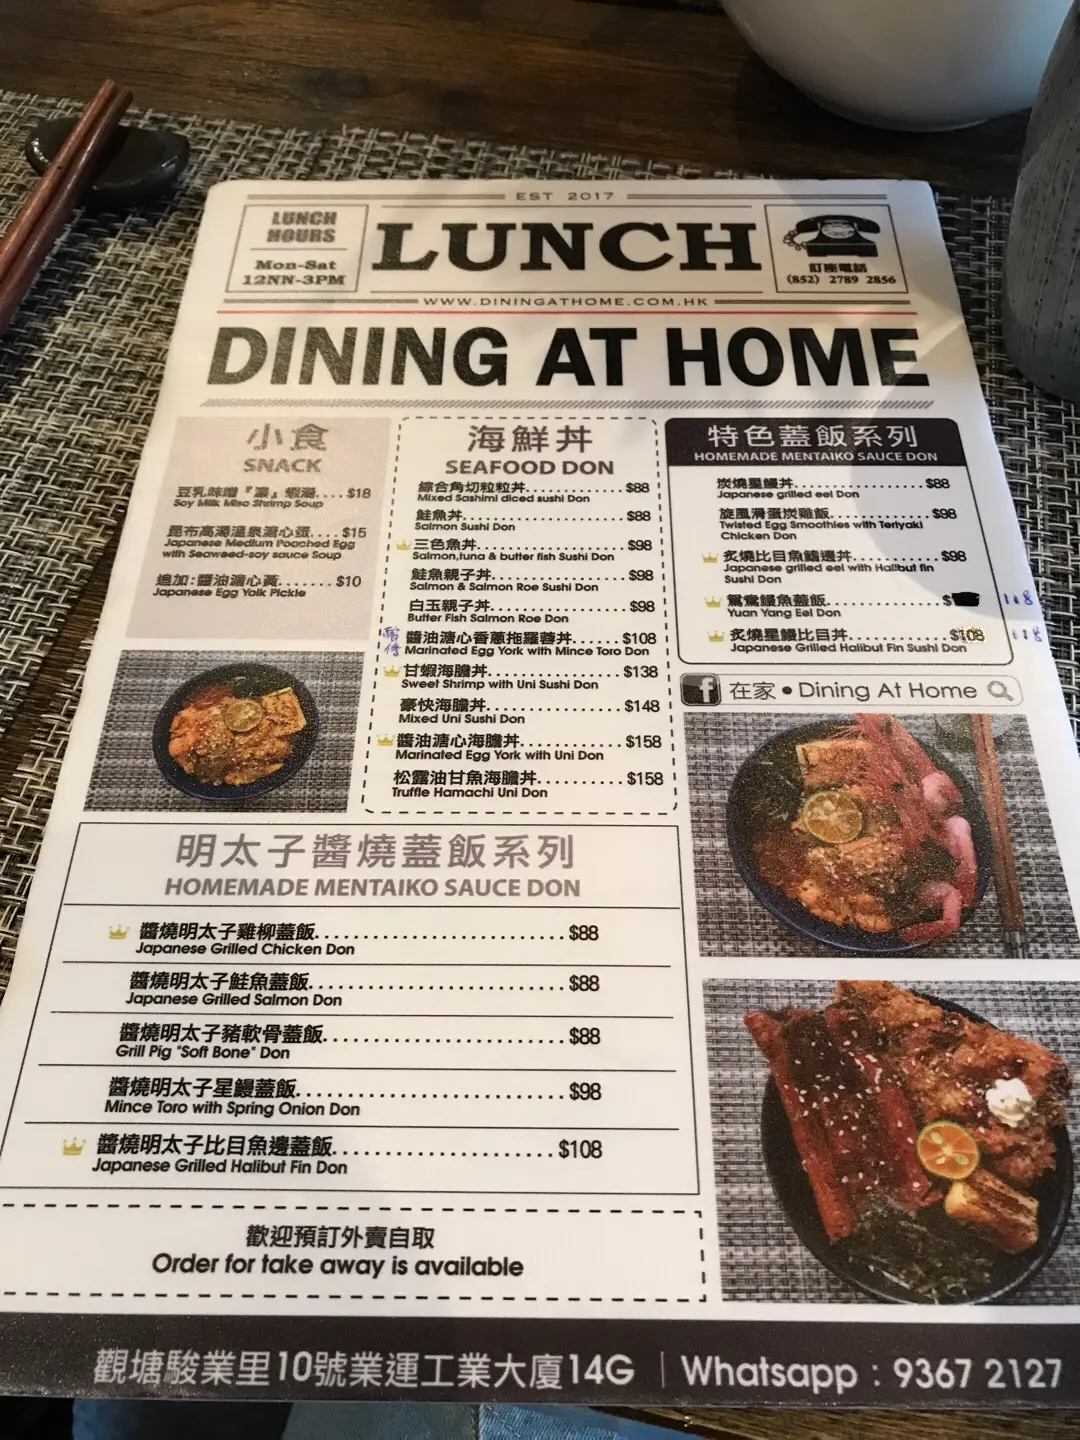 EST 2017
LUNCH HOURS
Mon-Sat
12NN-3PM
LUNCH
訂座電話
(852) 2789 2856
WWW.DININGATHOME.COM.HK
DINING AT HOME
小食
SNACK
豆乳味噌『濃』蝦湯.... $18
Soy Milk Miso Shrimp Soup
昆布高湯溫泉溏心蛋.... $15
Japanese Medium Poached Egg
with Seaweed-soy sauce Soup
追加:醬油溏心黃....... $10
Japanese Egg Yolk Pickle
海鮮丼
SEAFOOD DON
綜合角切粒粒丼.................... $88
Mixed Sashimi diced sushi Don
鮭魚丼.................... $88
Salmon Sushi Don
三色魚丼.................... $98
Salmon,tuna & butter fish Sushi Don
鮭魚親子丼.................... $98
Salmon & Salmon Roe Sushi Don
白玉親子丼.................... $98
Butter Fish Salmon Roe Don
暫停
醬油溏心香蔥拖羅蓉丼...... $108
Marinated Egg York with Mince Toro Don
甘蝦海膽丼.................... $138
Sweet Shrimp with Uni Sushi Don
豪快海膽丼.................... $148
Mixed Uni Sushi Don
醬油溏心海膽丼............. $158
Marinated Egg York with Uni Don
松露油甘魚海膽丼........... $158
Truffle Hamachi Uni Don
特色蓋飯系列
HOMEMADE MENTAIKO SAUCE DON
炭燒星鰻丼.................... $88
Japanese grilled eel Don
旋風滑蛋炭雞飯............... $98
Twisted Egg Smoothies with Teriyaki
Chicken Don
炙燒比目魚鰭邊丼............ $98
Japanese grilled eel with Halibut fin
Sushi Don
鴛鴦鰻魚蓋飯.................. $ 118
Yuan Yang Eel Don
炙燒星鰻比目丼............... $108 118
Japanese Grilled Halibut Fin Sushi Don
f 在家 • Dining At Home
明太子醬燒蓋飯系列
HOMEMADE MENTAIKO SAUCE DON
醬燒明太子雞柳蓋飯......................... $88
Japanese Grilled Chicken Don
醬燒明太子鮭魚蓋飯......................... $88
Japanese Grilled Salmon Don
醬燒明太子豬軟骨蓋飯....................... $88
Grill Pig "Soft Bone" Don
醬燒明太子星鰻蓋飯......................... $98
Mince Toro with Spring Onion Don
醬燒明太子比目魚邊蓋飯.................... $108
Japanese Grilled Halibut Fin Don
歡迎預訂外賣自取
Order for take away is available
觀塘駿業里10號業運工業大廈14G | Whatsapp : 9367 2127